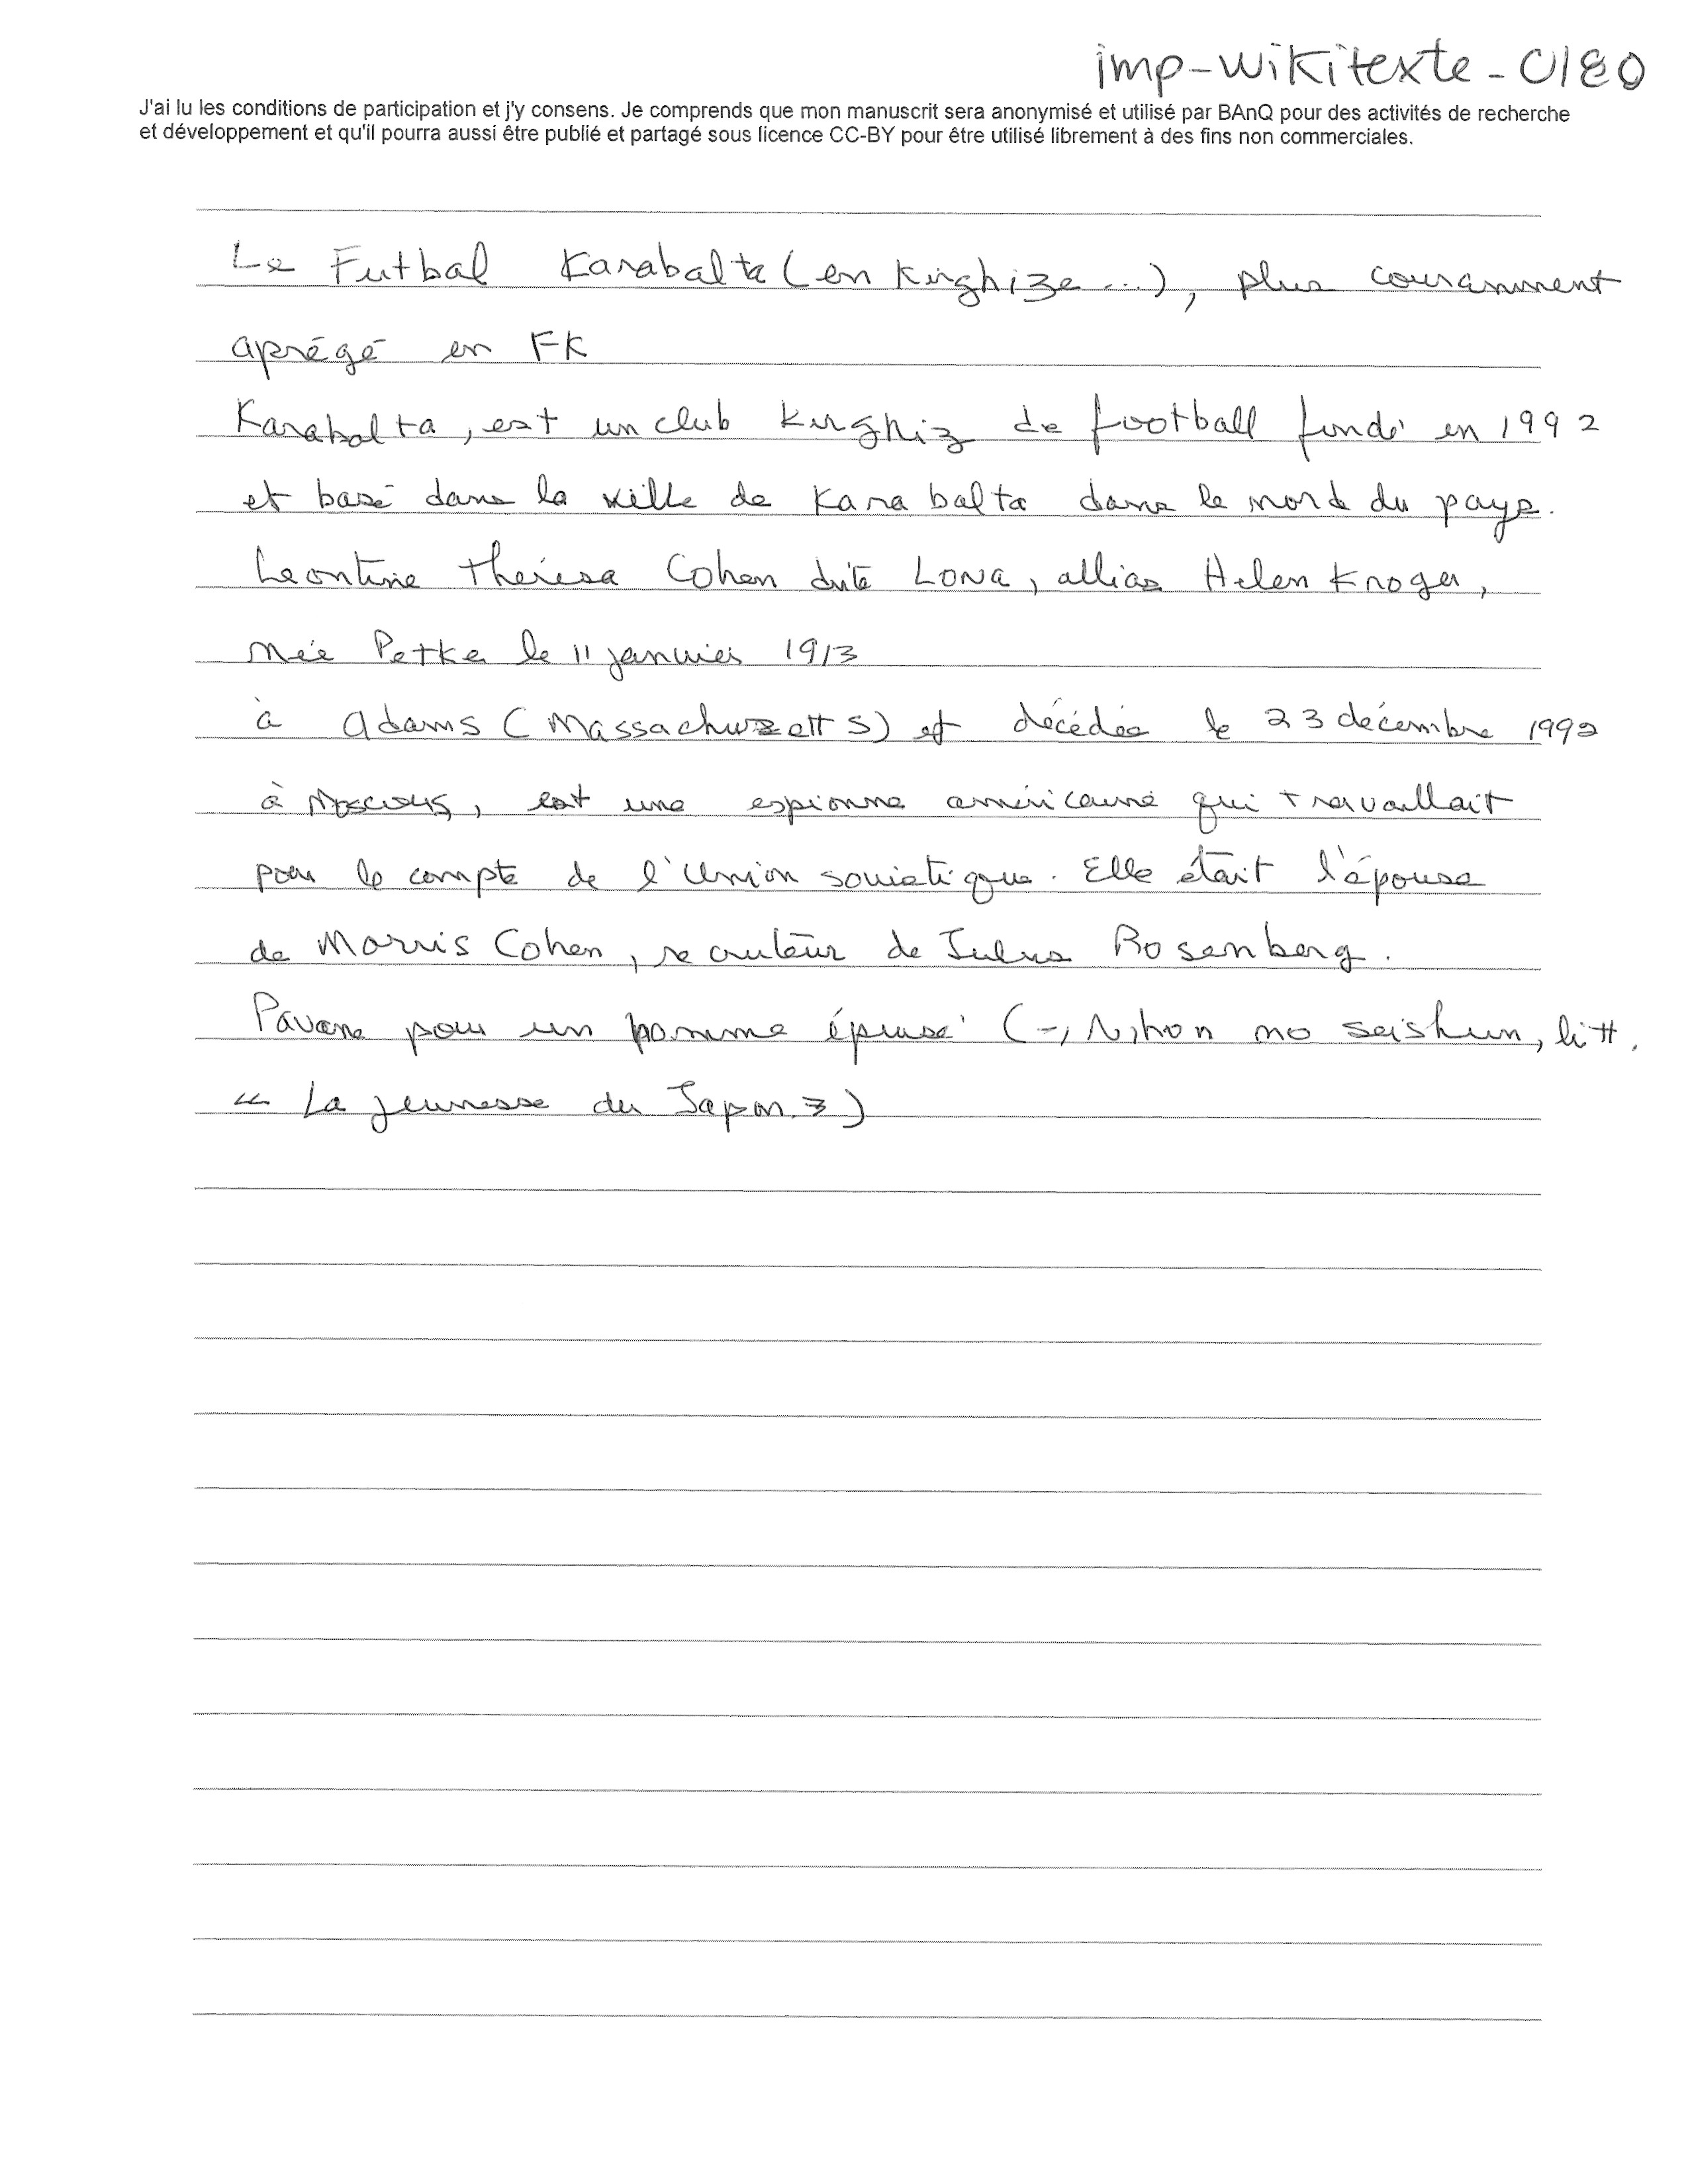 imp-wikitexte-0180
J'ai lu les conditions de participation et j'y consens. Je comprends que mon manuscrit sera anonymisé et utilisé par BAnQ pour des activités de recherche
et développement et qu'il pourra aussi être publié et partagé sous licence CC-BY pour être utilisé librement à des fins non commerciales.
Le Futbal Karabalta (en kirghize ...), plus couramment
aprégé en FK
Karabalta, est un club kirghiz de football fondé en 1992
et basé dans la ville de Karabalta dans le nord du pays.
Leontine Theresa Cohen dite LONA, allias Helen Kroger,
née Petke le 11 janvier 1913
à Adams (Massachusetts) et décédée le 23 décembre 1992
à Moscou, est une espionne américaine qui travaillait
pour le compte de l'Union soviétique. Elle était l'épouse
de Morris Cohen, recruteur de Julius Rosenberg.
Pavane pour un homme épuisé (-, Nihon no seishun, litt.
« La jeunesse du Japon »)